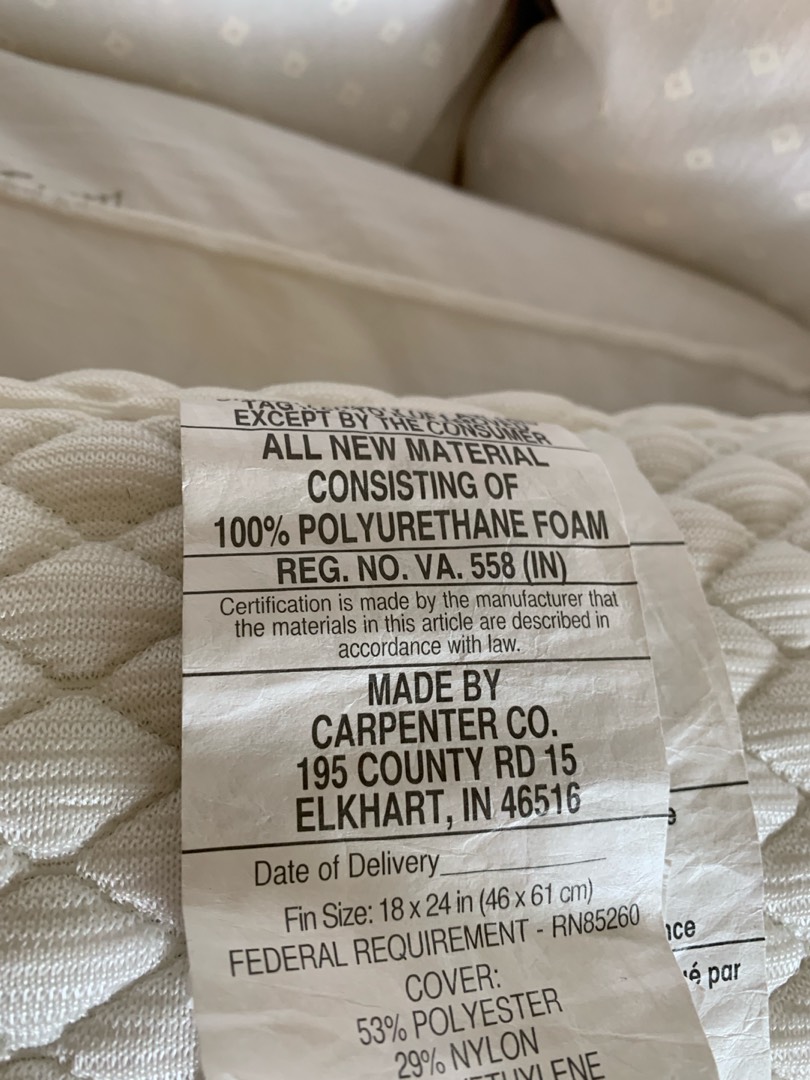 TAG
EXCEPT BY THE CONSUMER
ALL NEW MATERIAL
CONSISTING OF
100% POLYURETHANE FOAM
REG. NO. VA. 558 (IN)
Certification is made by the manufacturer that
the materials in this article are described in
accordance with law.
MADE BY
CARPENTER CO.
195 COUNTY RD 15
ELKHART, IN 46516
Date of Delivery
Fin Size: 18 x 24 in (46 x 61 cm)
FEDERAL REQUIREMENT - RN85260
COVER:
53% POLYESTER
29% NYLON
par